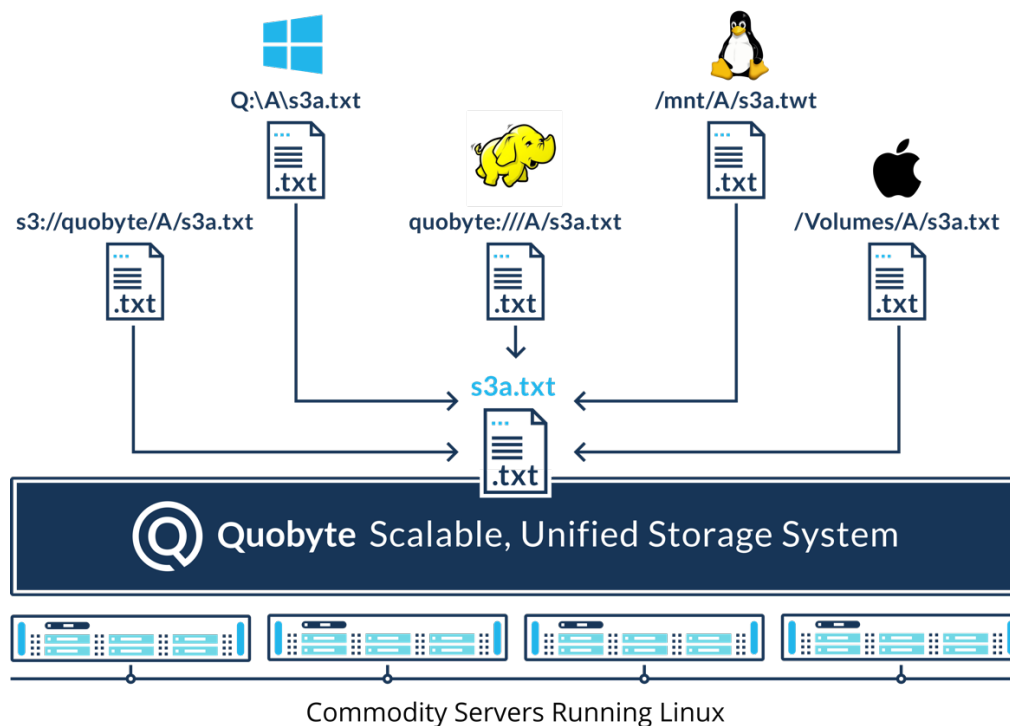 Q:\A\s3a.txt
/mnt/A/s3a.twt
.txt
.txt
s3://quobyte/A/s3a.txt
quobyte:///A/s3a.txt
/Volumes/A/s3a.txt
.txt
.txt
.txt
s3a.txt
.txt
Quobyte Scalable, Unified Storage System
Commodity Servers Running Linux